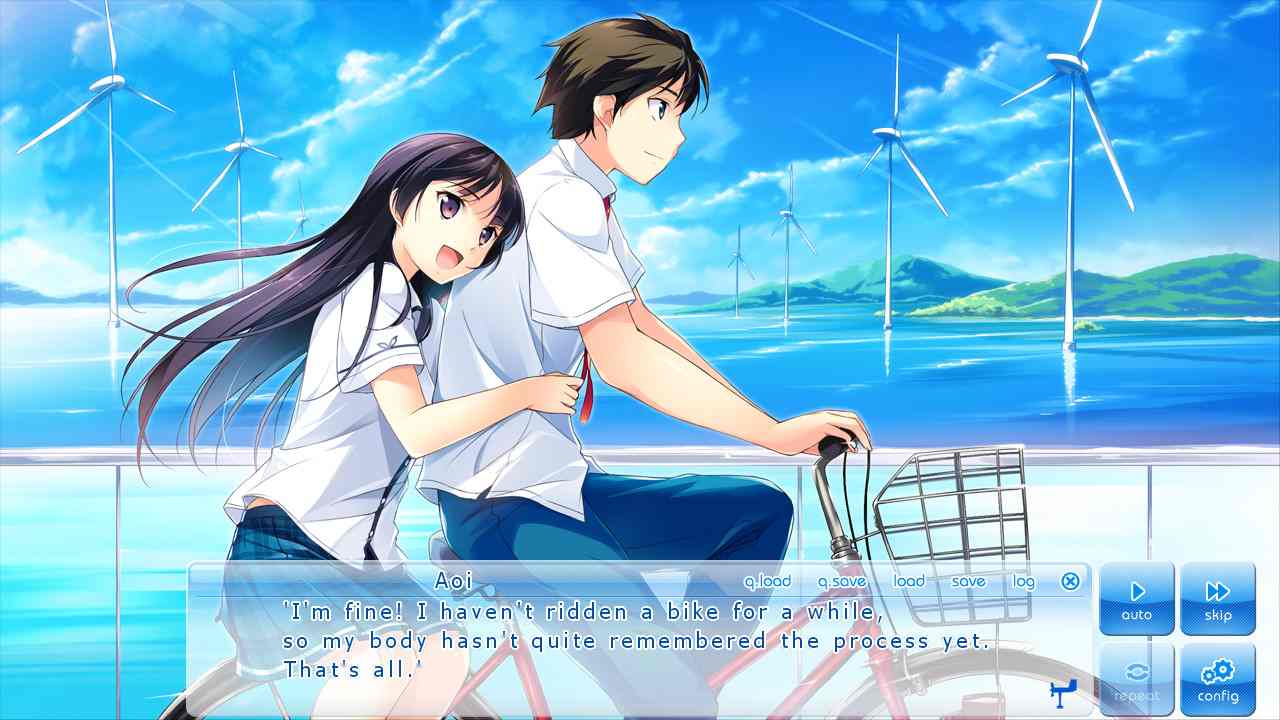 Aoi
q.load q.save load save log
'I'm fine! I haven't ridden a bike for a while,
so my body hasn't quite remembered the process yet.
That's all.'
auto
skip
repeat
config